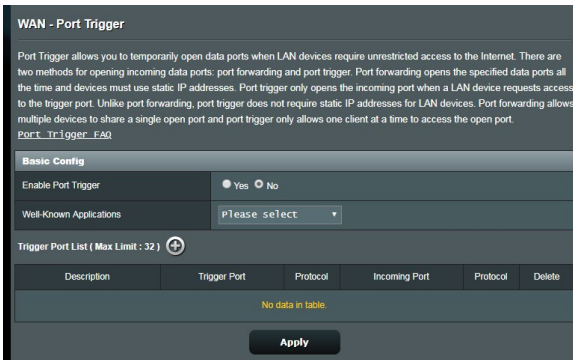 WAN - Port Trigger
Port Trigger allows you to temporarily open data ports when LAN devices require unrestricted access to the Internet. There are
two methods for opening incoming data ports: port forwarding and port trigger. Port forwarding opens the specified data ports all
the time and devices must use static IP addresses. Port trigger only opens the incoming port when a LAN device requests access
to the trigger port. Unlike port forwarding, port trigger does not require static IP addresses for LAN devices. Port forwarding allows
multiple devices to share a single open port and port trigger only allows one client at a time to access the open port.
Port Trigger FAQ
Basic Config
Enable Port Trigger Yes No
Well-Known Applications Please select
Trigger Port List ( Max Limit : 32 )
Description Trigger Port Protocol Incoming Port Protocol Delete
No data in table.
Apply